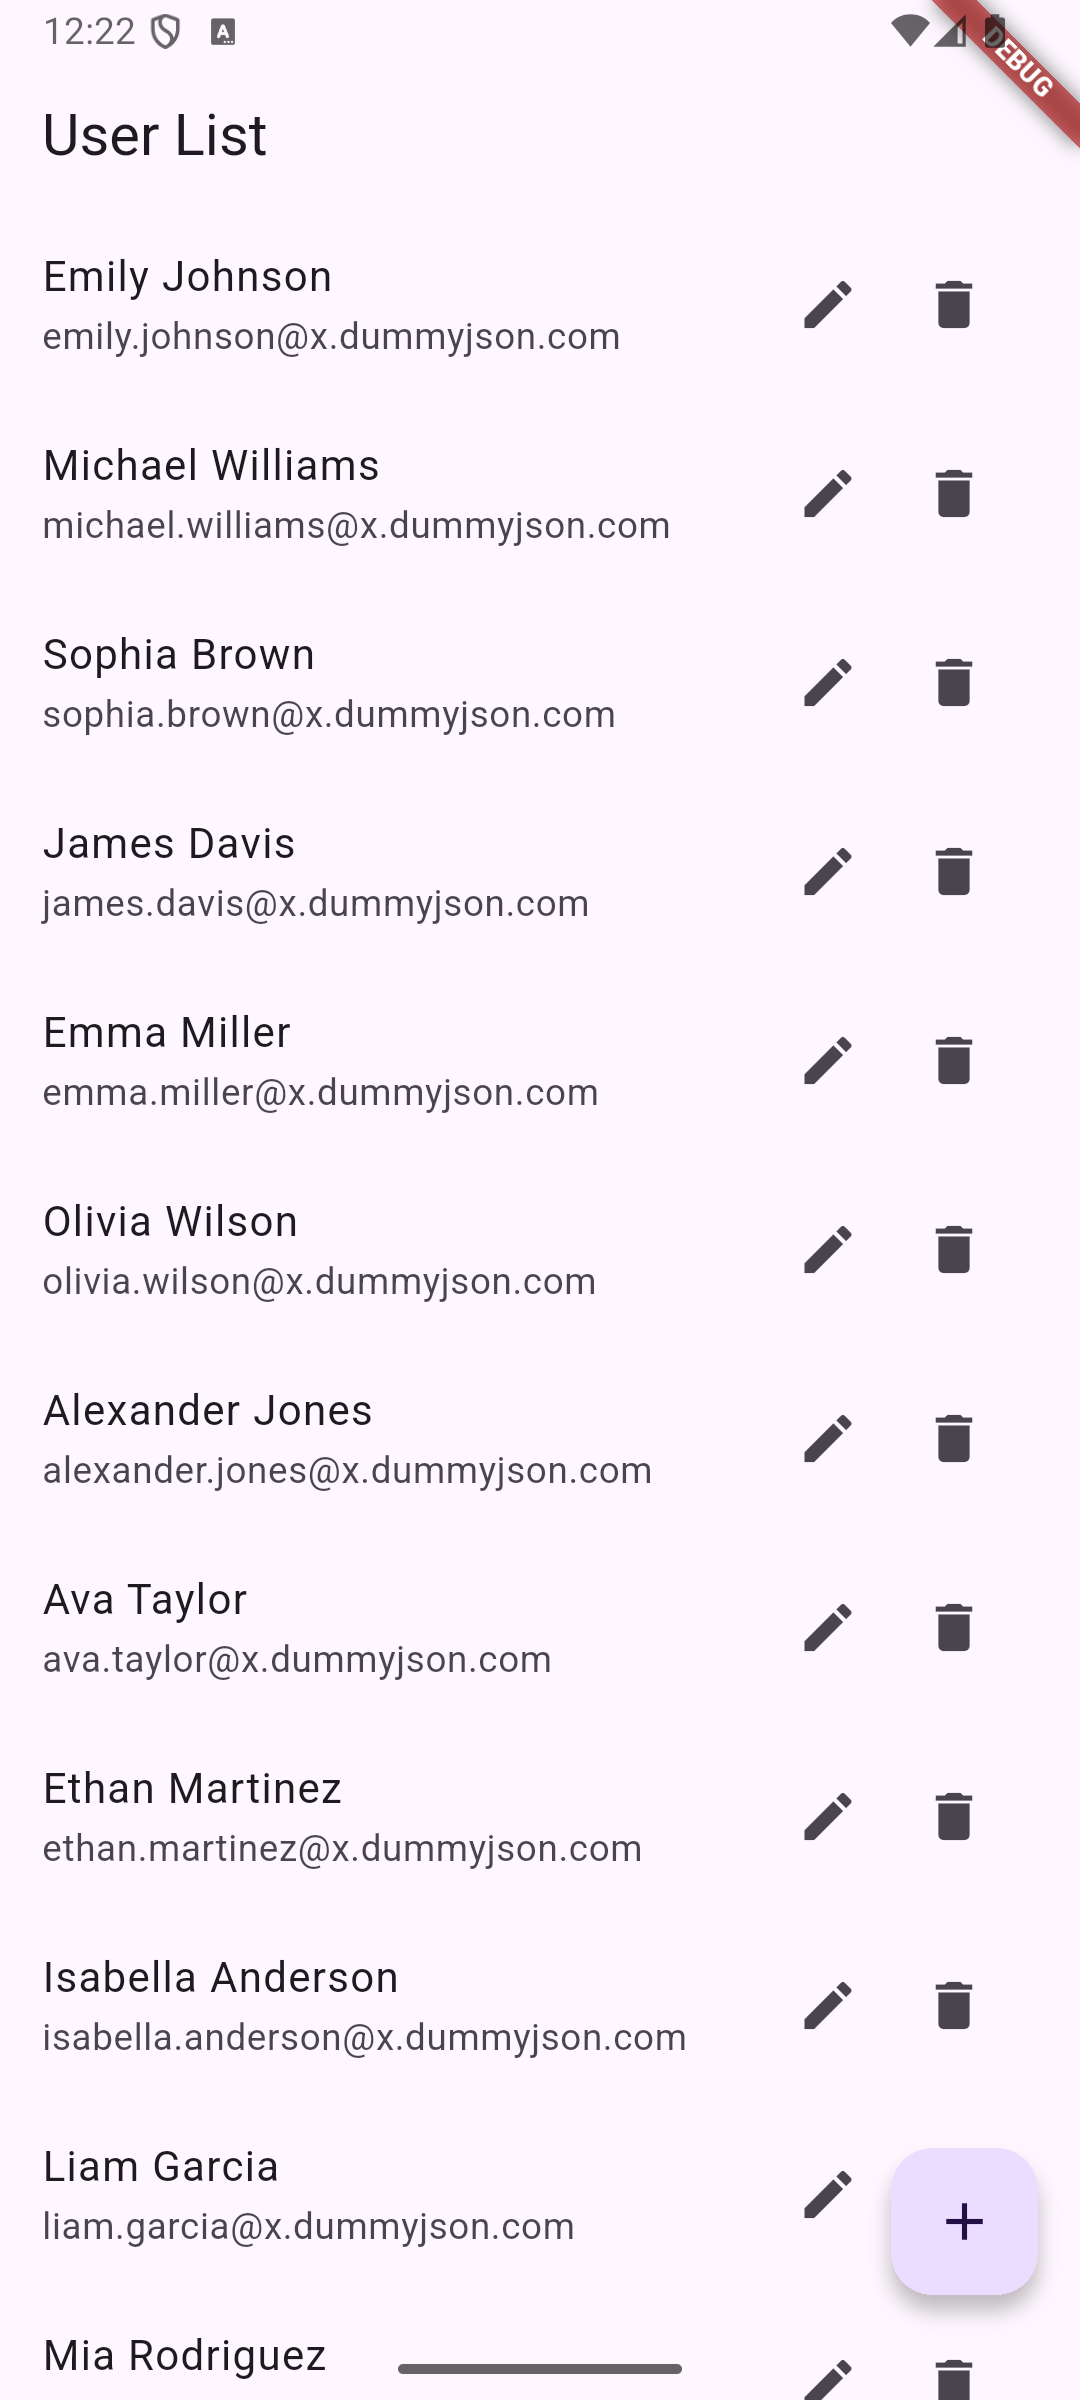 12:22
DEBUG
User List
Emily Johnson
emily.johnson@x.dummyjson.com
Michael Williams
michael.williams@x.dummyjson.com
Sophia Brown
sophia.brown@x.dummyjson.com
James Davis
james.davis@x.dummyjson.com
Emma Miller
emma.miller@x.dummyjson.com
Olivia Wilson
olivia.wilson@x.dummyjson.com
Alexander Jones
alexander.jones@x.dummyjson.com
Ava Taylor
ava.taylor@x.dummyjson.com
Ethan Martinez
ethan.martinez@x.dummyjson.com
Isabella Anderson
isabella.anderson@x.dummyjson.com
Liam Garcia
liam.garcia@x.dummyjson.com
Mia Rodriguez